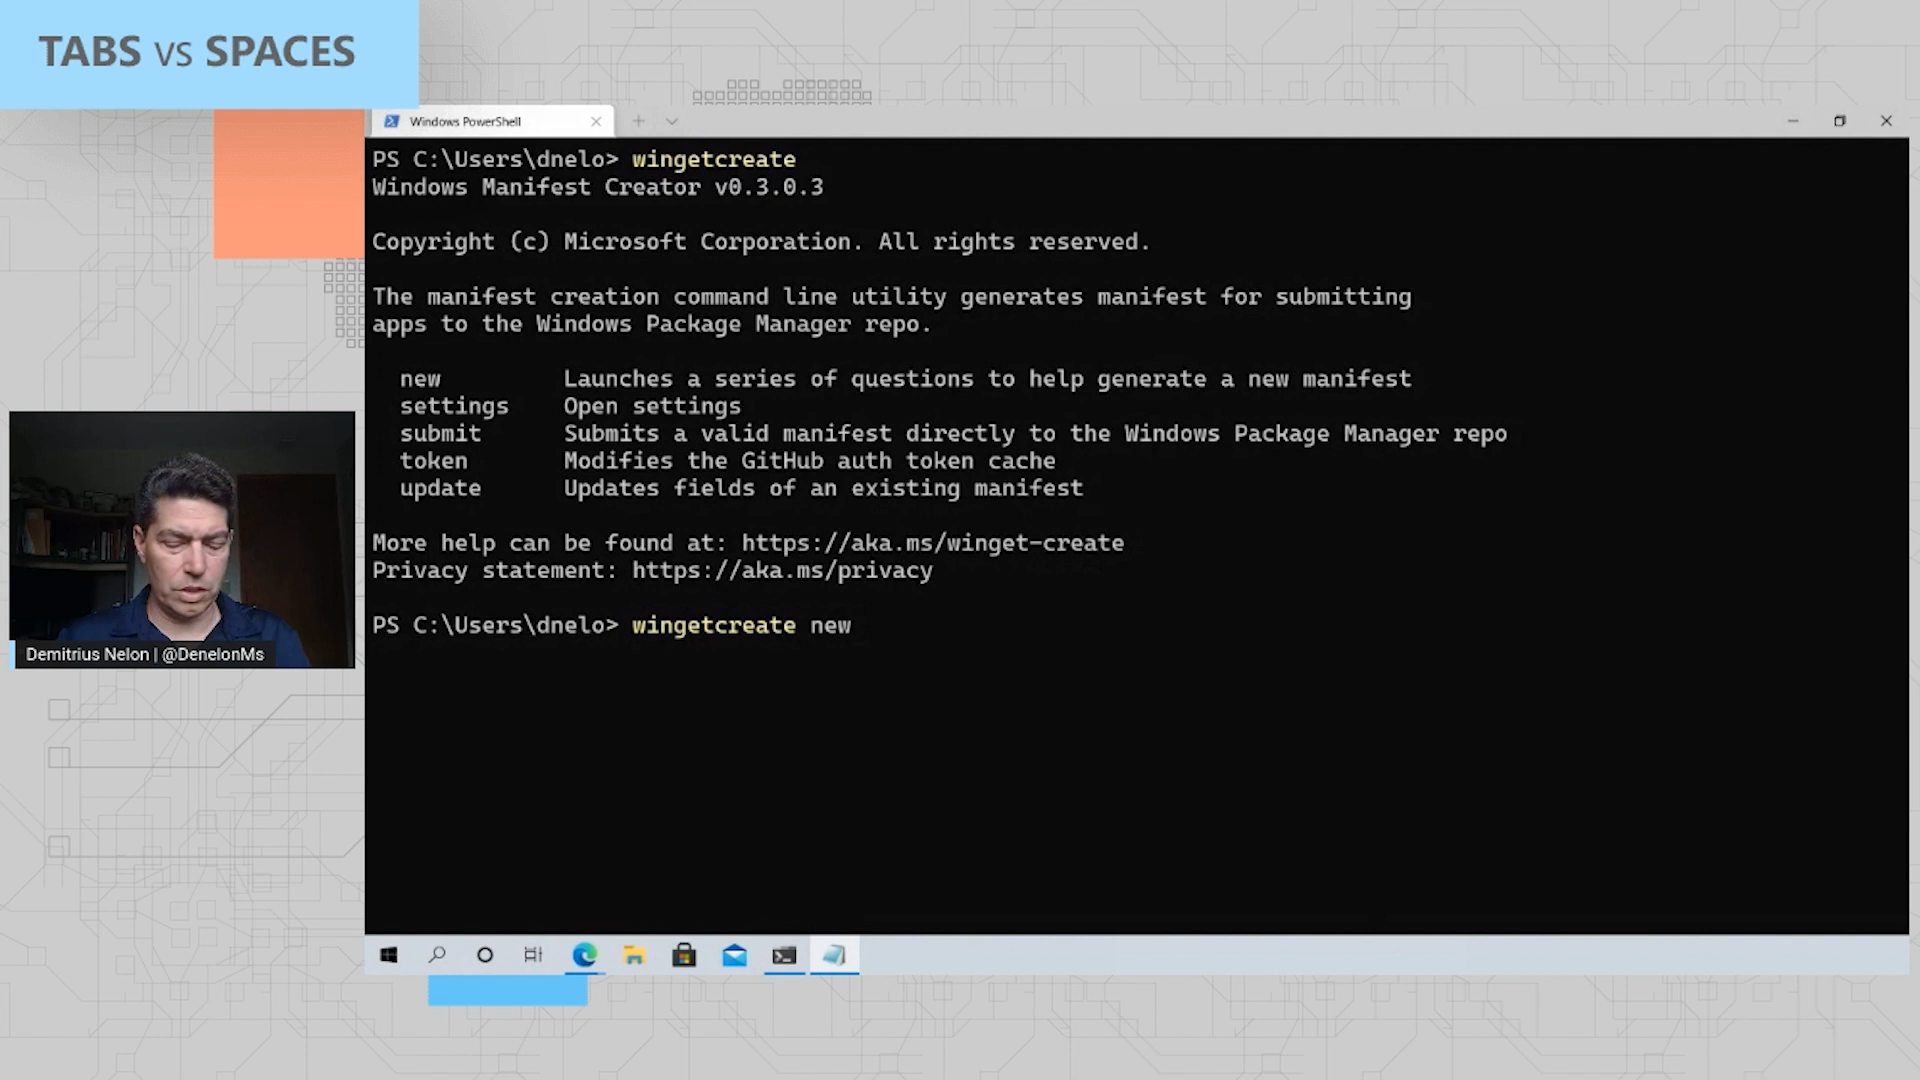 TABS VS SPACES
Windows PowerShell
PS C:\Users\dnelo> wingetcreate
Windows Manifest Creator v0.3.0.3
Copyright (c) Microsoft Corporation. All rights reserved.
The manifest creation command line utility generates manifest for submitting
apps to the Windows Package Manager repo.
new Launches a series of questions to help generate a new manifest
settings Open settings
submit Submits a valid manifest directly to the Windows Package Manager repo
token Modifies the GitHub auth token cache
update Updates fields of an existing manifest
More help can be found at: https://aka.ms/winget-create
Privacy statement: https://aka.ms/privacy
PS C:\Users\dnelo> wingetcreate new
Demitrius Nelon | @DenelonMs